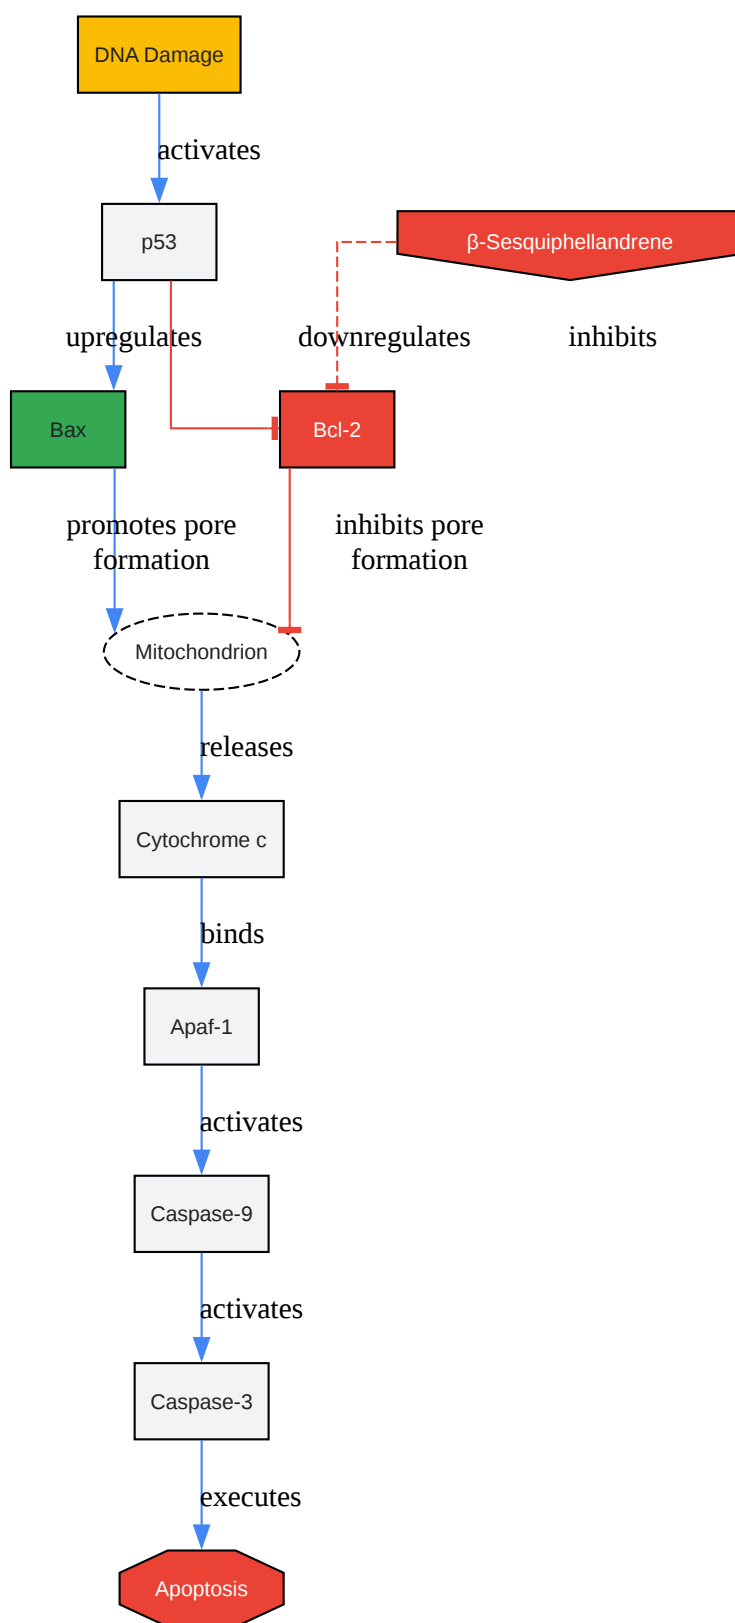 DNA Damage
activates
p53
β-Sesquiphellandrene
upregulates
downregulates
inhibits
Bax
Bcl-2
promotes pore
formation
inhibits pore
formation
Mitochondrion
releases
Cytochrome c
binds
Apaf-1
activates
Caspase-9
activates
Caspase-3
executes
Apoptosis